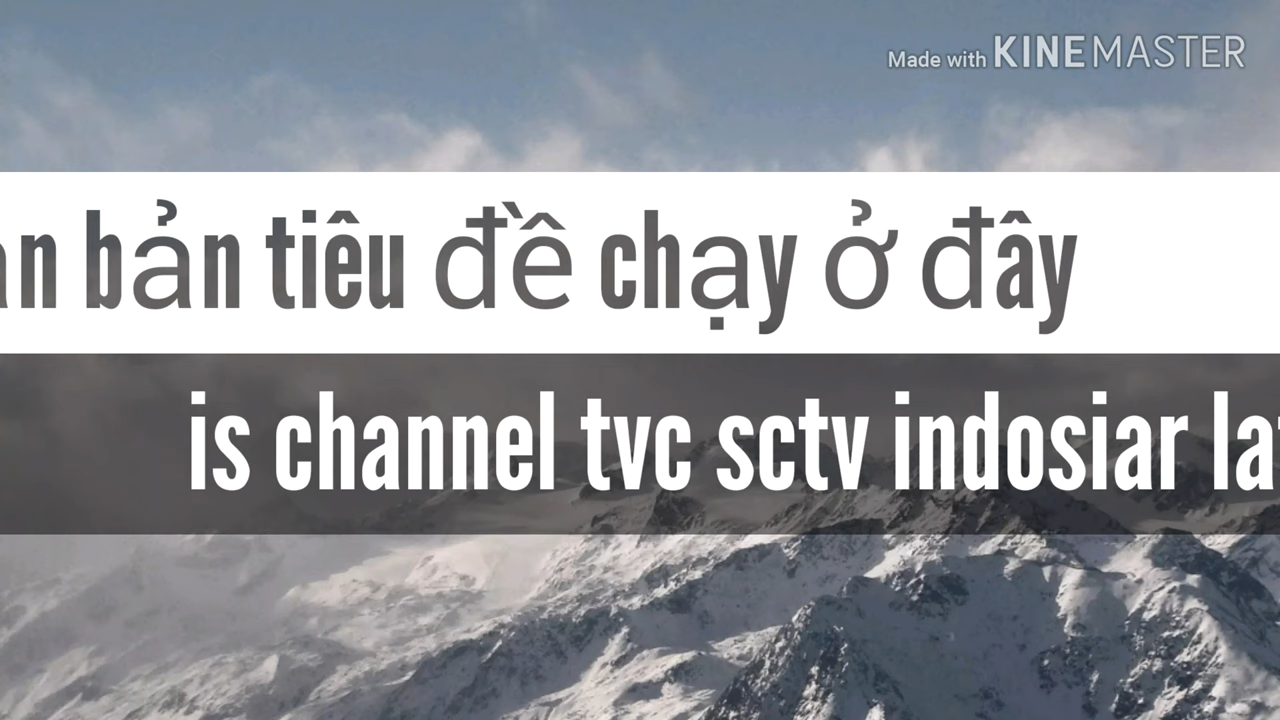 Made with KINEMASTER
bản tiêu đề chạy ở đây
is channel tvc sctv indosiar